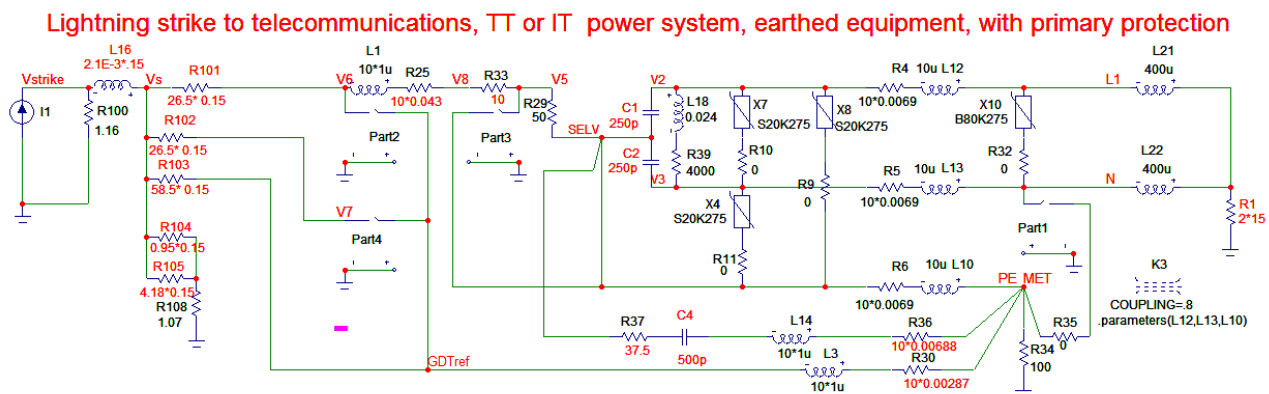 Lightning strike to telecommunications, TT or IT  power system, earthed equipment, with primary protection
L16
2.1E-3*.15
Vstrike
Vs
I1
R100
1.16
R101
26.5* 0.15
R102
26.5* 0.15
R103
58.5* 0.15
R104
0.95*0.15
R105
4.18*0.15
R108
1.07
L1
10*1u
V6
R25
10*0.043
V8
R33
10
V5
R29
50
Part2
Part3
V7
Part4
GDTref
SELV
V2
C1
250p
C2
250p
V3
L18
0.024
R39
4000
X7
S20K275
R10
0
X4
S20K275
R11
0
X8
S20K275
R9
0
R4
10*0.0069
10u L12
R5
10*0.0069
10u L13
R6
10*0.0069
10u L10
X10
B80K275
R32
0
L1
L21
400u
N
L22
400u
R1
2*15
Part1
PE_MET
K3
COUPLING=.8
.parameters(L12,L13,L10)
R37
37.5
C4
500p
L14
10*1u
R36
10*0.00688
L3
10*1u
R30
10*0.00287
R35
0
R34
100